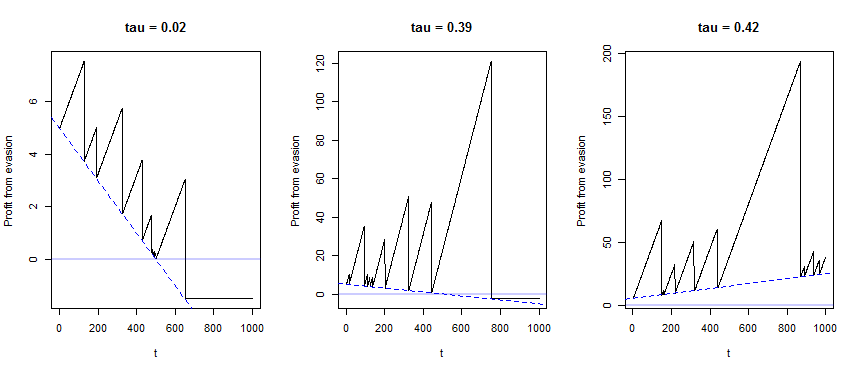 tau = 0.02
Profit from evasion
6
4
2
0
0 200 400 600 800 1000
t
tau = 0.39
Profit from evasion
120
100
80
60
40
20
0
0 200 400 600 800 1000
t
tau = 0.42
Profit from evasion
200
150
100
50
0
0 200 400 600 800 1000
t